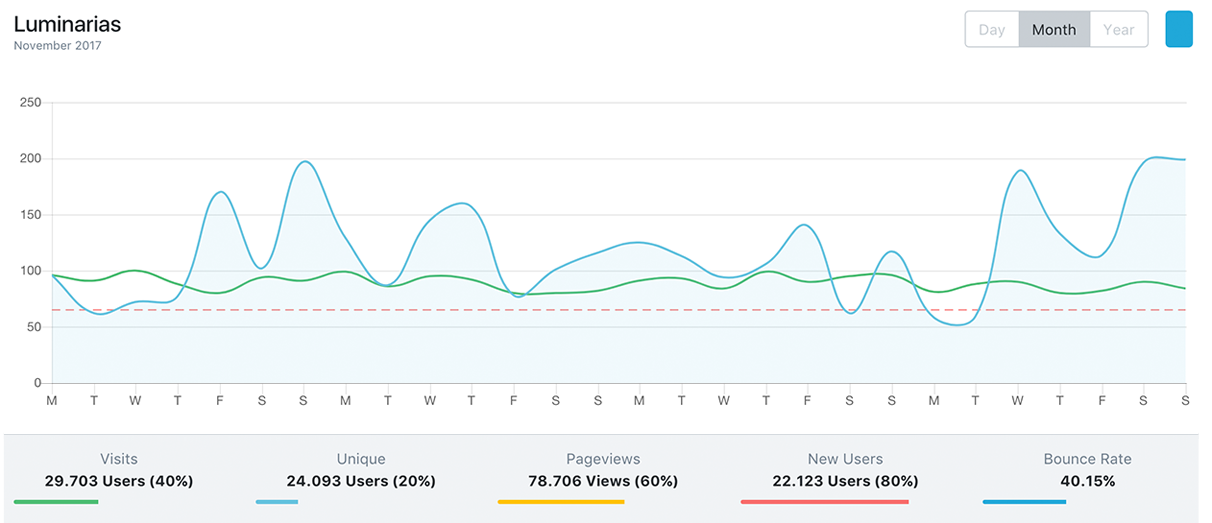 Luminarias
November 2017
Day Month Year
250
200
150
100
50
0
M T W T F S S M T W T F S S M T W T F S S M T W T F S S
Visits Unique Pageviews New Users Bounce Rate
29.703 Users (40%) 24.093 Users (20%) 78.706 Views (60%) 22.123 Users (80%) 40.15%